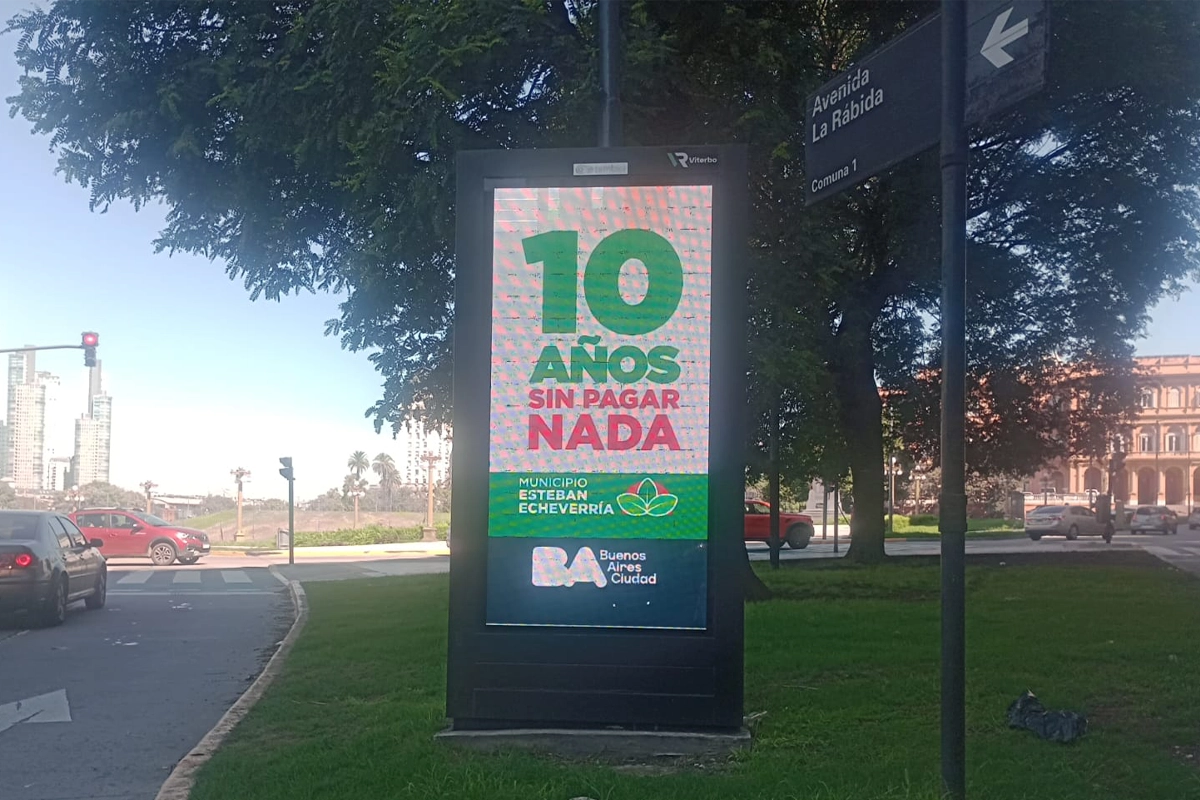 Avenida
La Rábida
Comuna 1
Viterbo
10
AÑOS
SIN PAGAR
NADA
MUNICIPIO
ESTEBAN
ECHEVERRÍA
BA Buenos
Aires
Ciudad